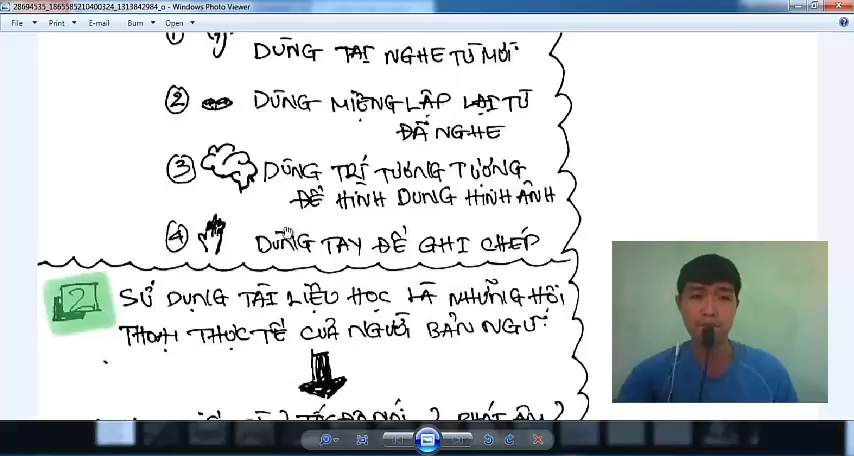 28694535_1865585210400324_1313842984_o - Windows Photo Viewer
File Print E-mail Burn Open
① DÙNG TAI NGHE TỪ MỚI
② DÙNG MIỆNG LẶP LẠI TỪ
ĐÃ NGHE
③ DÙNG TRÍ TƯỞNG TƯỢNG
ĐỂ HÌNH DUNG HÌNH ẢNH
④ DÙNG TAY ĐỂ GHI CHÉP
2 SỬ DỤNG TÀI LIỆU HỌC LÀ NHỮNG HỘI
THOẠI THỰC TẾ CỦA NGƯỜI BẢN NGỮ